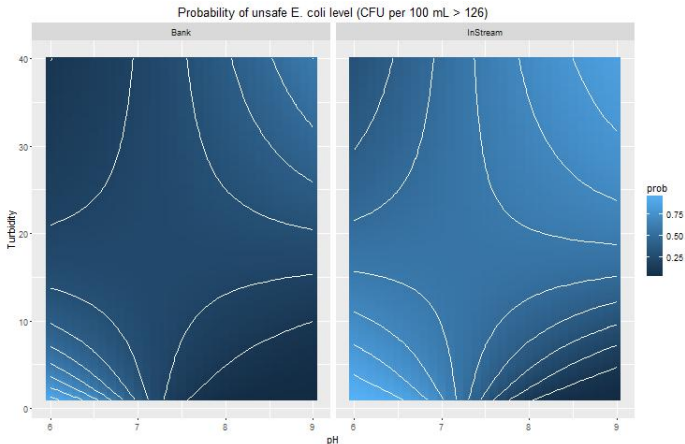 Probability of unsafe E. coli level (CFU per 100 mL > 126)
Bank
InStream
40
30
20
10
0
Turbidity
6
7
8
9
6
7
8
9
pH
prob
0.75
0.50
0.25